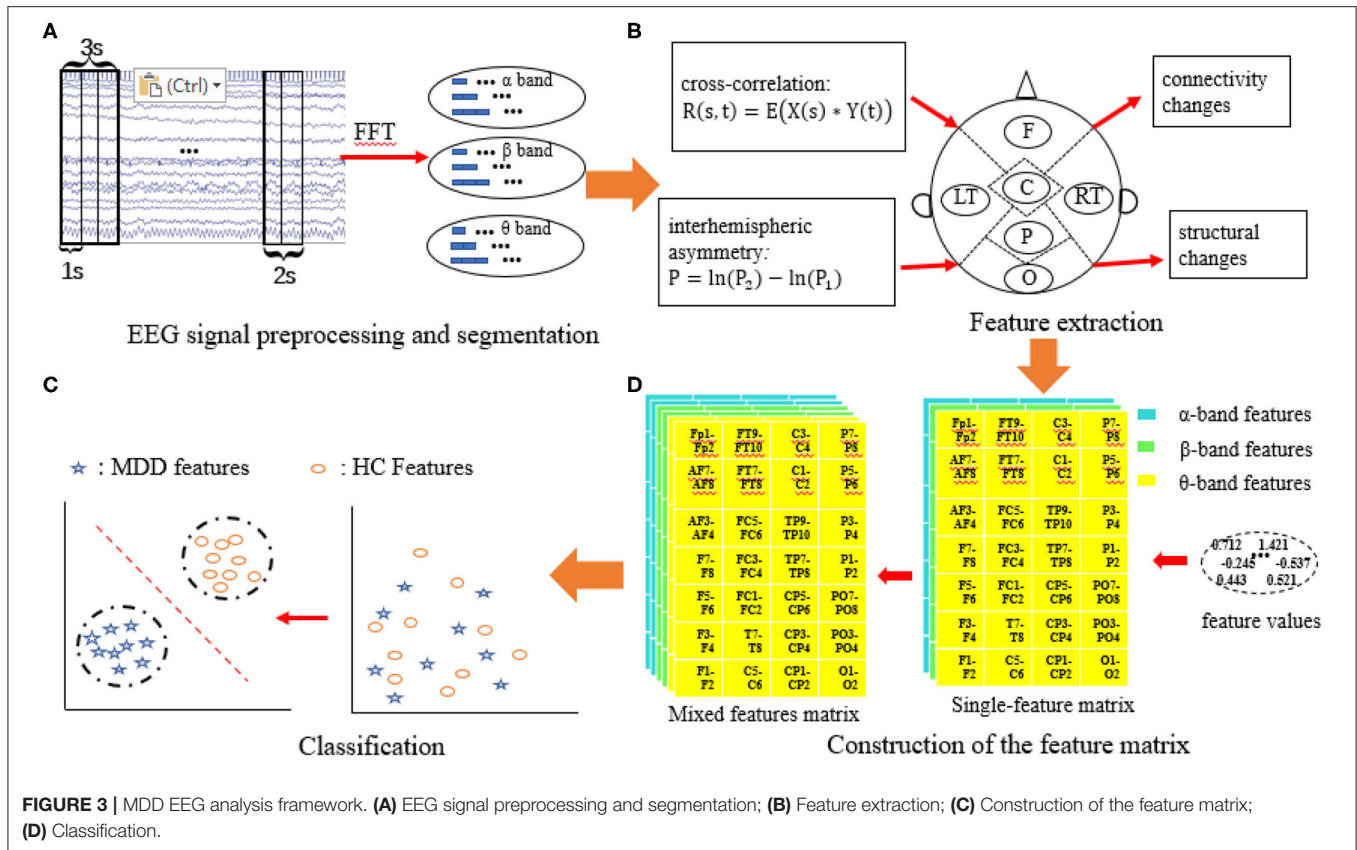 A
3s
(Ctrl)
...
1s
2s
FFT
... α band
...
...
... β band
...
...
... θ band
...
...
EEG signal preprocessing and segmentation
B
cross-correlation:
R(s, t) = E(X(s) * Y(t))
interhemispheric
asymmetry:
P = ln(P₂) − ln(P₁)
F
LT
C
RT
P
O
connectivity
changes
structural
changes
Feature extraction
C
: MDD features
: HC Features
Classification
D
Fp1- FT9- C3- P7-
Fp2 FT10 C4 P8
AF7- FT7- C1- P5-
AF8 FT8 C2 P6
AF3- FC5- TP9- P3-
AF4 FC6 TP10 P4
F7- FC3- TP7- P1-
F8 FC4 TP8 P2
F5- FC1- CP5- PO7-
F6 FC2 CP6 PO8
F3- T7- CP3- PO3-
F4 T8 CP4 PO4
F1- C5- CP1- O1-
F2 C6 CP2 O2
Mixed features matrix
Fp1- FT9- C3- P7-
Fp2 FT10 C4 P8
AF7- FT7- C1- P5-
AF8 FT8 C2 P6
AF3- FC5- TP9- P3-
AF4 FC6 TP10 P4
F7- FC3- TP7- P1-
F8 FC4 TP8 P2
F5- FC1- CP5- PO7-
F6 FC2 CP6 PO8
F3- T7- CP3- PO3-
F4 T8 CP4 PO4
F1- C5- CP1- O1-
F2 C6 CP2 O2
Single-feature matrix
α-band features
β-band features
θ-band features
0.712 1.421
...
-0.245 -0.537
0.443 0.521
feature values
Construction of the feature matrix
FIGURE 3 | MDD EEG analysis framework. (A) EEG signal preprocessing and segmentation; (B) Feature extraction; (C) Construction of the feature matrix;
(D) Classification.